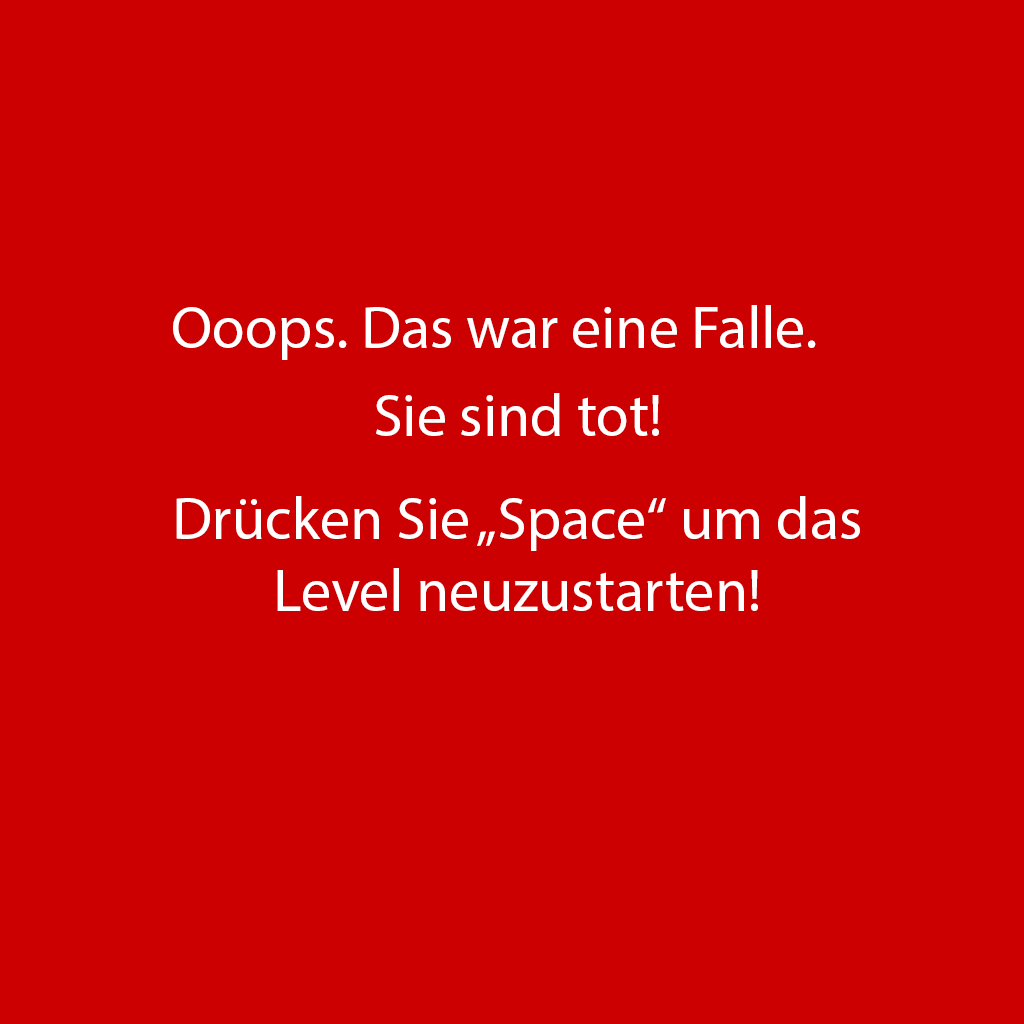 Ooops. Das war eine Falle.
Sie sind tot!
Drücken Sie „Space“ um das
Level neuzustarten!